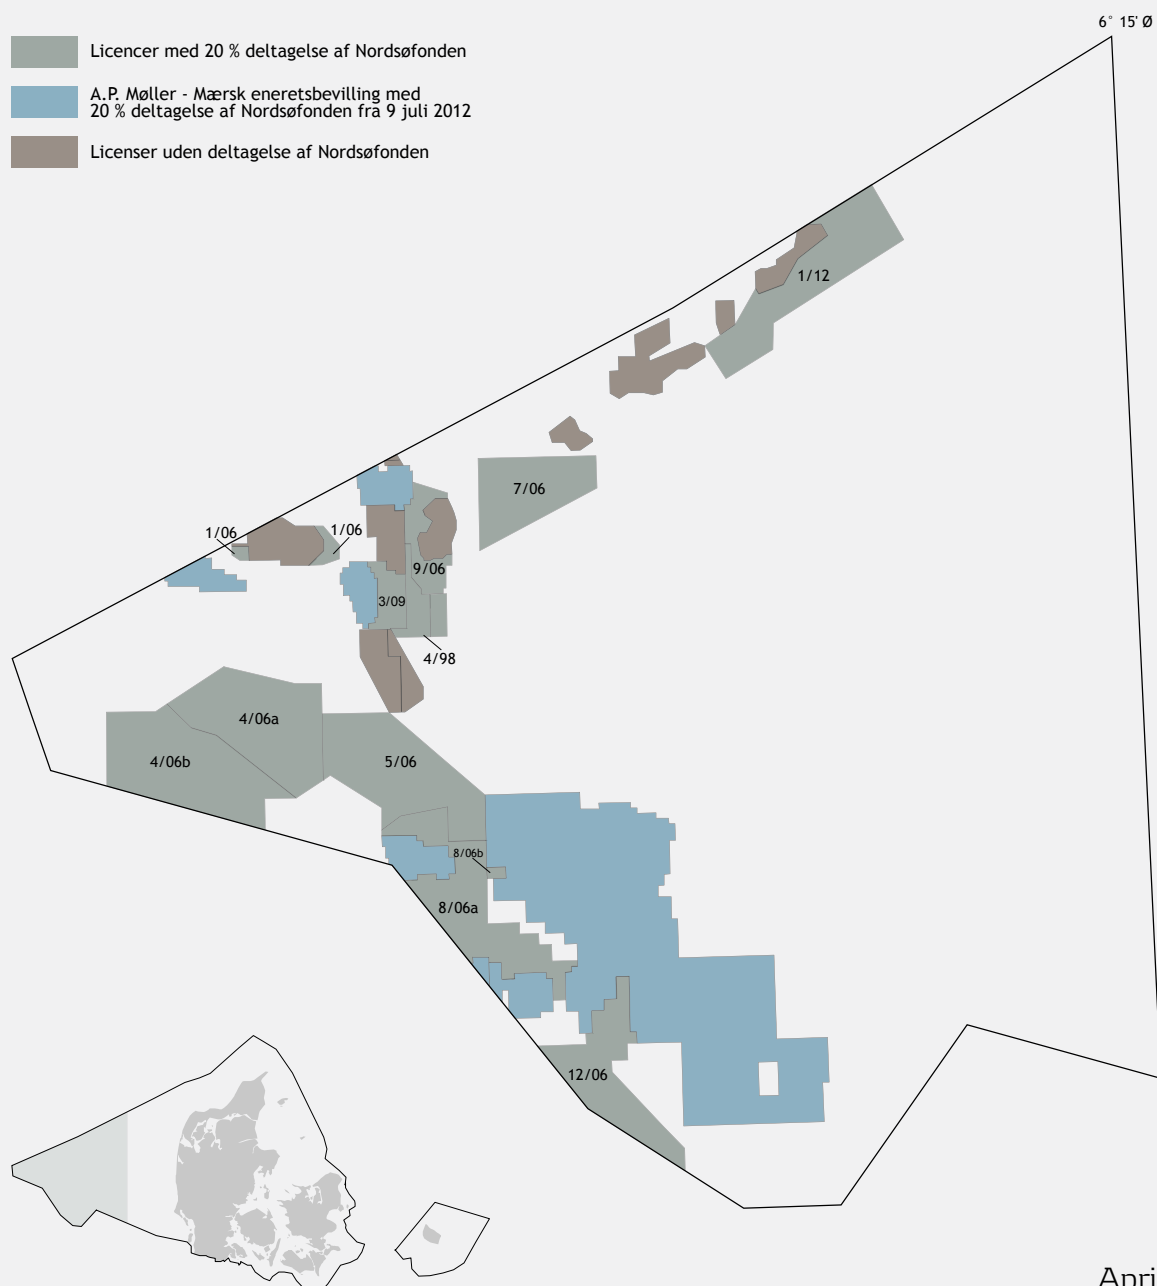 6° 15' Ø
Licencer med 20 % deltagelse af Nordsøfonden
A.P. Møller - Mærsk eneretsbevilling med
20 % deltagelse af Nordsøfonden fra 9 juli 2012
Licenser uden deltagelse af Nordsøfonden
1/12
7/06
1/06
1/06
9/06
3/09
4/98
4/06a
4/06b
5/06
8/06b
8/06a
12/06
Apri